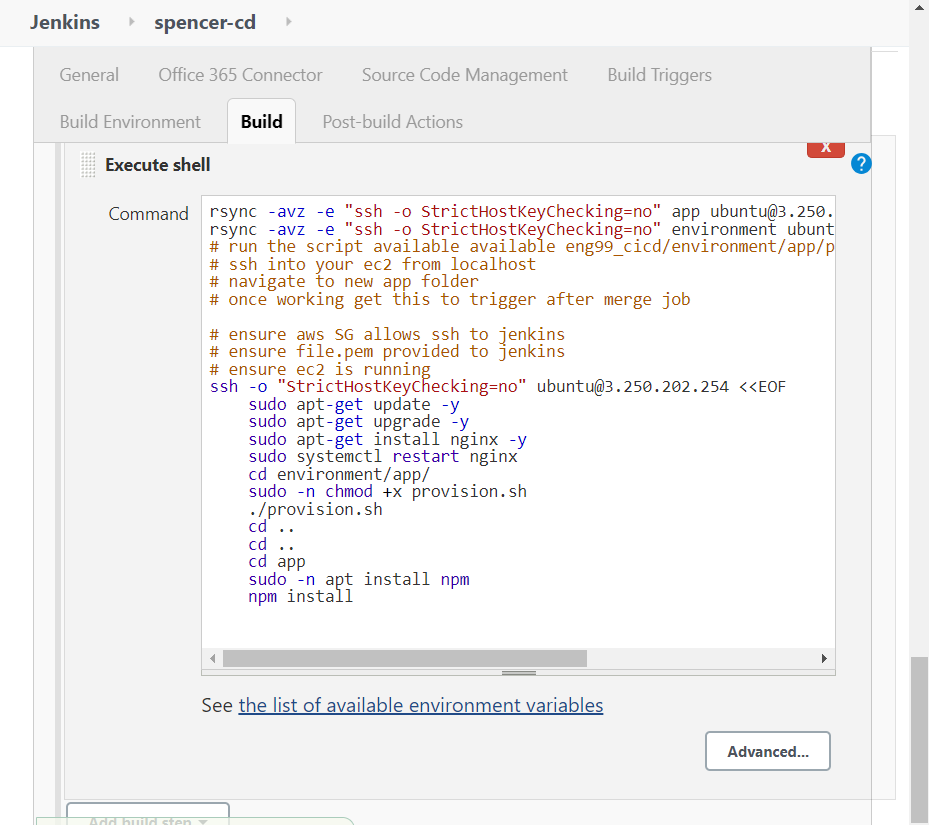 Jenkins spencer-cd
General Office 365 Connector Source Code Management Build Triggers
Build Environment Build Post-build Actions
X
Execute shell
?
Command
rsync -avz -e "ssh -o StrictHostKeyChecking=no" app ubuntu@3.250.
rsync -avz -e "ssh -o StrictHostKeyChecking=no" environment ubunt
# run the script available available eng99_cicd/environment/app/p
# ssh into your ec2 from localhost
# navigate to new app folder
# once working get this to trigger after merge job
# ensure aws SG allows ssh to jenkins
# ensure file.pem provided to jenkins
# ensure ec2 is running
ssh -o "StrictHostKeyChecking=no" ubuntu@3.250.202.254 <<EOF
sudo apt-get update -y
sudo apt-get upgrade -y
sudo apt-get install nginx -y
sudo systemctl restart nginx
cd environment/app/
sudo -n chmod +x provision.sh
./provision.sh
cd ..
cd ..
cd app
sudo -n apt install npm
npm install
See the list of available environment variables
Advanced...
Add build step